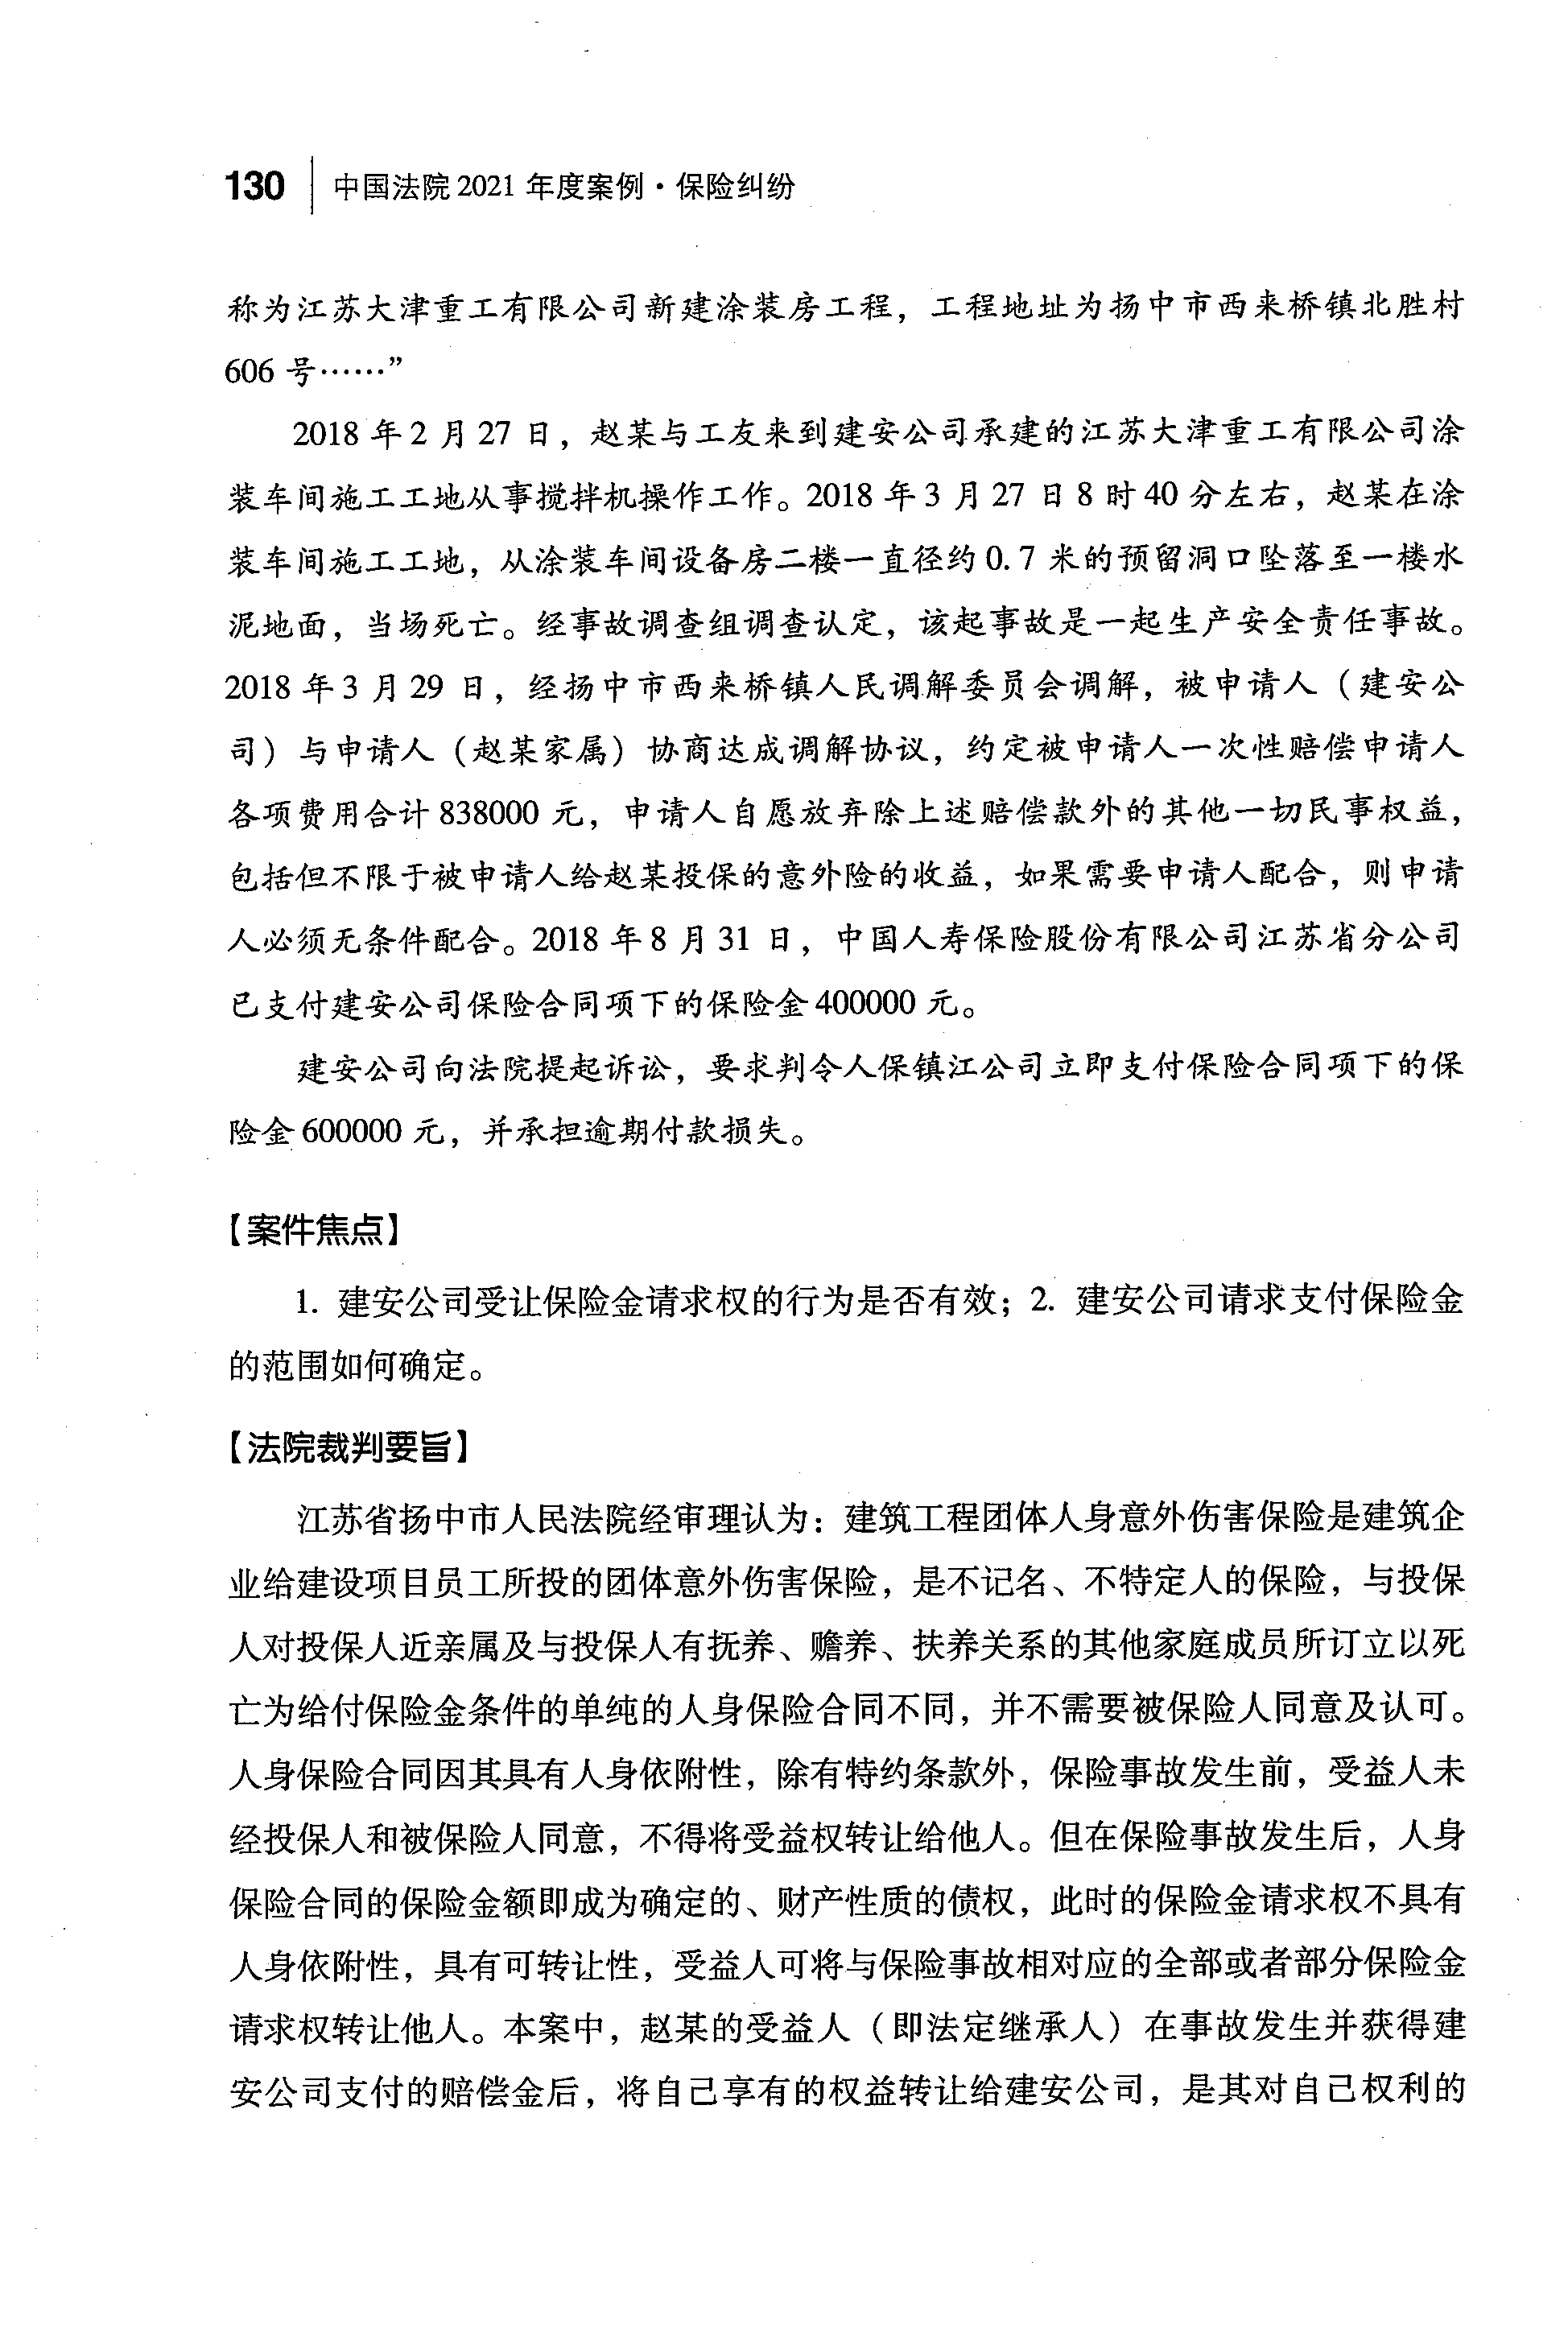 130 中国法院2021年度案例·保险纠纷
称为江苏大津重工有限公司新建涂装房工程，工程地址为扬中市西来桥镇北胜村
606号……”
2018年2月27日，赵某与工友来到建安公司承建的江苏大津重工有限公司涂
装车间施工工地从事搅拌机操作工作。2018年3月27日8时40分左右，赵某在涂
装车间施工工地，从涂装车间设备房二楼一直径约0.7米的预留洞口坠落至一楼水
泥地面，当场死亡。经事故调查组调查认定，该起事故是一起生产安全责任事故。
2018年3月29日，经扬中市西来桥镇人民调解委员会调解，被申请人（建安公
司）与申请人（赵某家属）协商达成调解协议，约定被申请人一次性赔偿申请人
各项费用合计838000元，申请人自愿放弃除上述赔偿款外的其他一切民事权益，
包括但不限于被申请人给赵某投保的意外险的收益，如果需要申请人配合，则申请
人必须无条件配合。2018年8月31日，中国人寿保险股份有限公司江苏省分公司
已支付建安公司保险合同项下的保险金400000元。
建安公司向法院提起诉讼，要求判令人保镇江公司立即支付保险合同项下的保
险金600000元，并承担逾期付款损失。
【案件焦点】
1. 建安公司受让保险金请求权的行为是否有效；2. 建安公司请求支付保险金
的范围如何确定。
【法院裁判要旨】
江苏省扬中市人民法院经审理认为：建筑工程团体人身意外伤害保险是建筑企
业给建设项目员工所投的团体意外伤害保险，是不记名、不特定人的保险，与投保
人对投保人近亲属及与投保人有抚养、赡养、扶养关系的其他家庭成员所订立以死
亡为给付保险金条件的单纯的人身保险合同不同，并不需要被保险人同意及认可。
人身保险合同因其具有人身依附性，除有特约条款外，保险事故发生前，受益人未
经投保人和被保险人同意，不得将受益权转让给他人。但在保险事故发生后，人身
保险合同的保险金额即成为确定的、财产性质的债权，此时的保险金请求权不具有
人身依附性，具有可转让性，受益人可将与保险事故相对应的全部或者部分保险金
请求权转让他人。本案中，赵某的受益人（即法定继承人）在事故发生并获得建
安公司支付的赔偿金后，将自己享有的权益转让给建安公司，是其对自己权利的